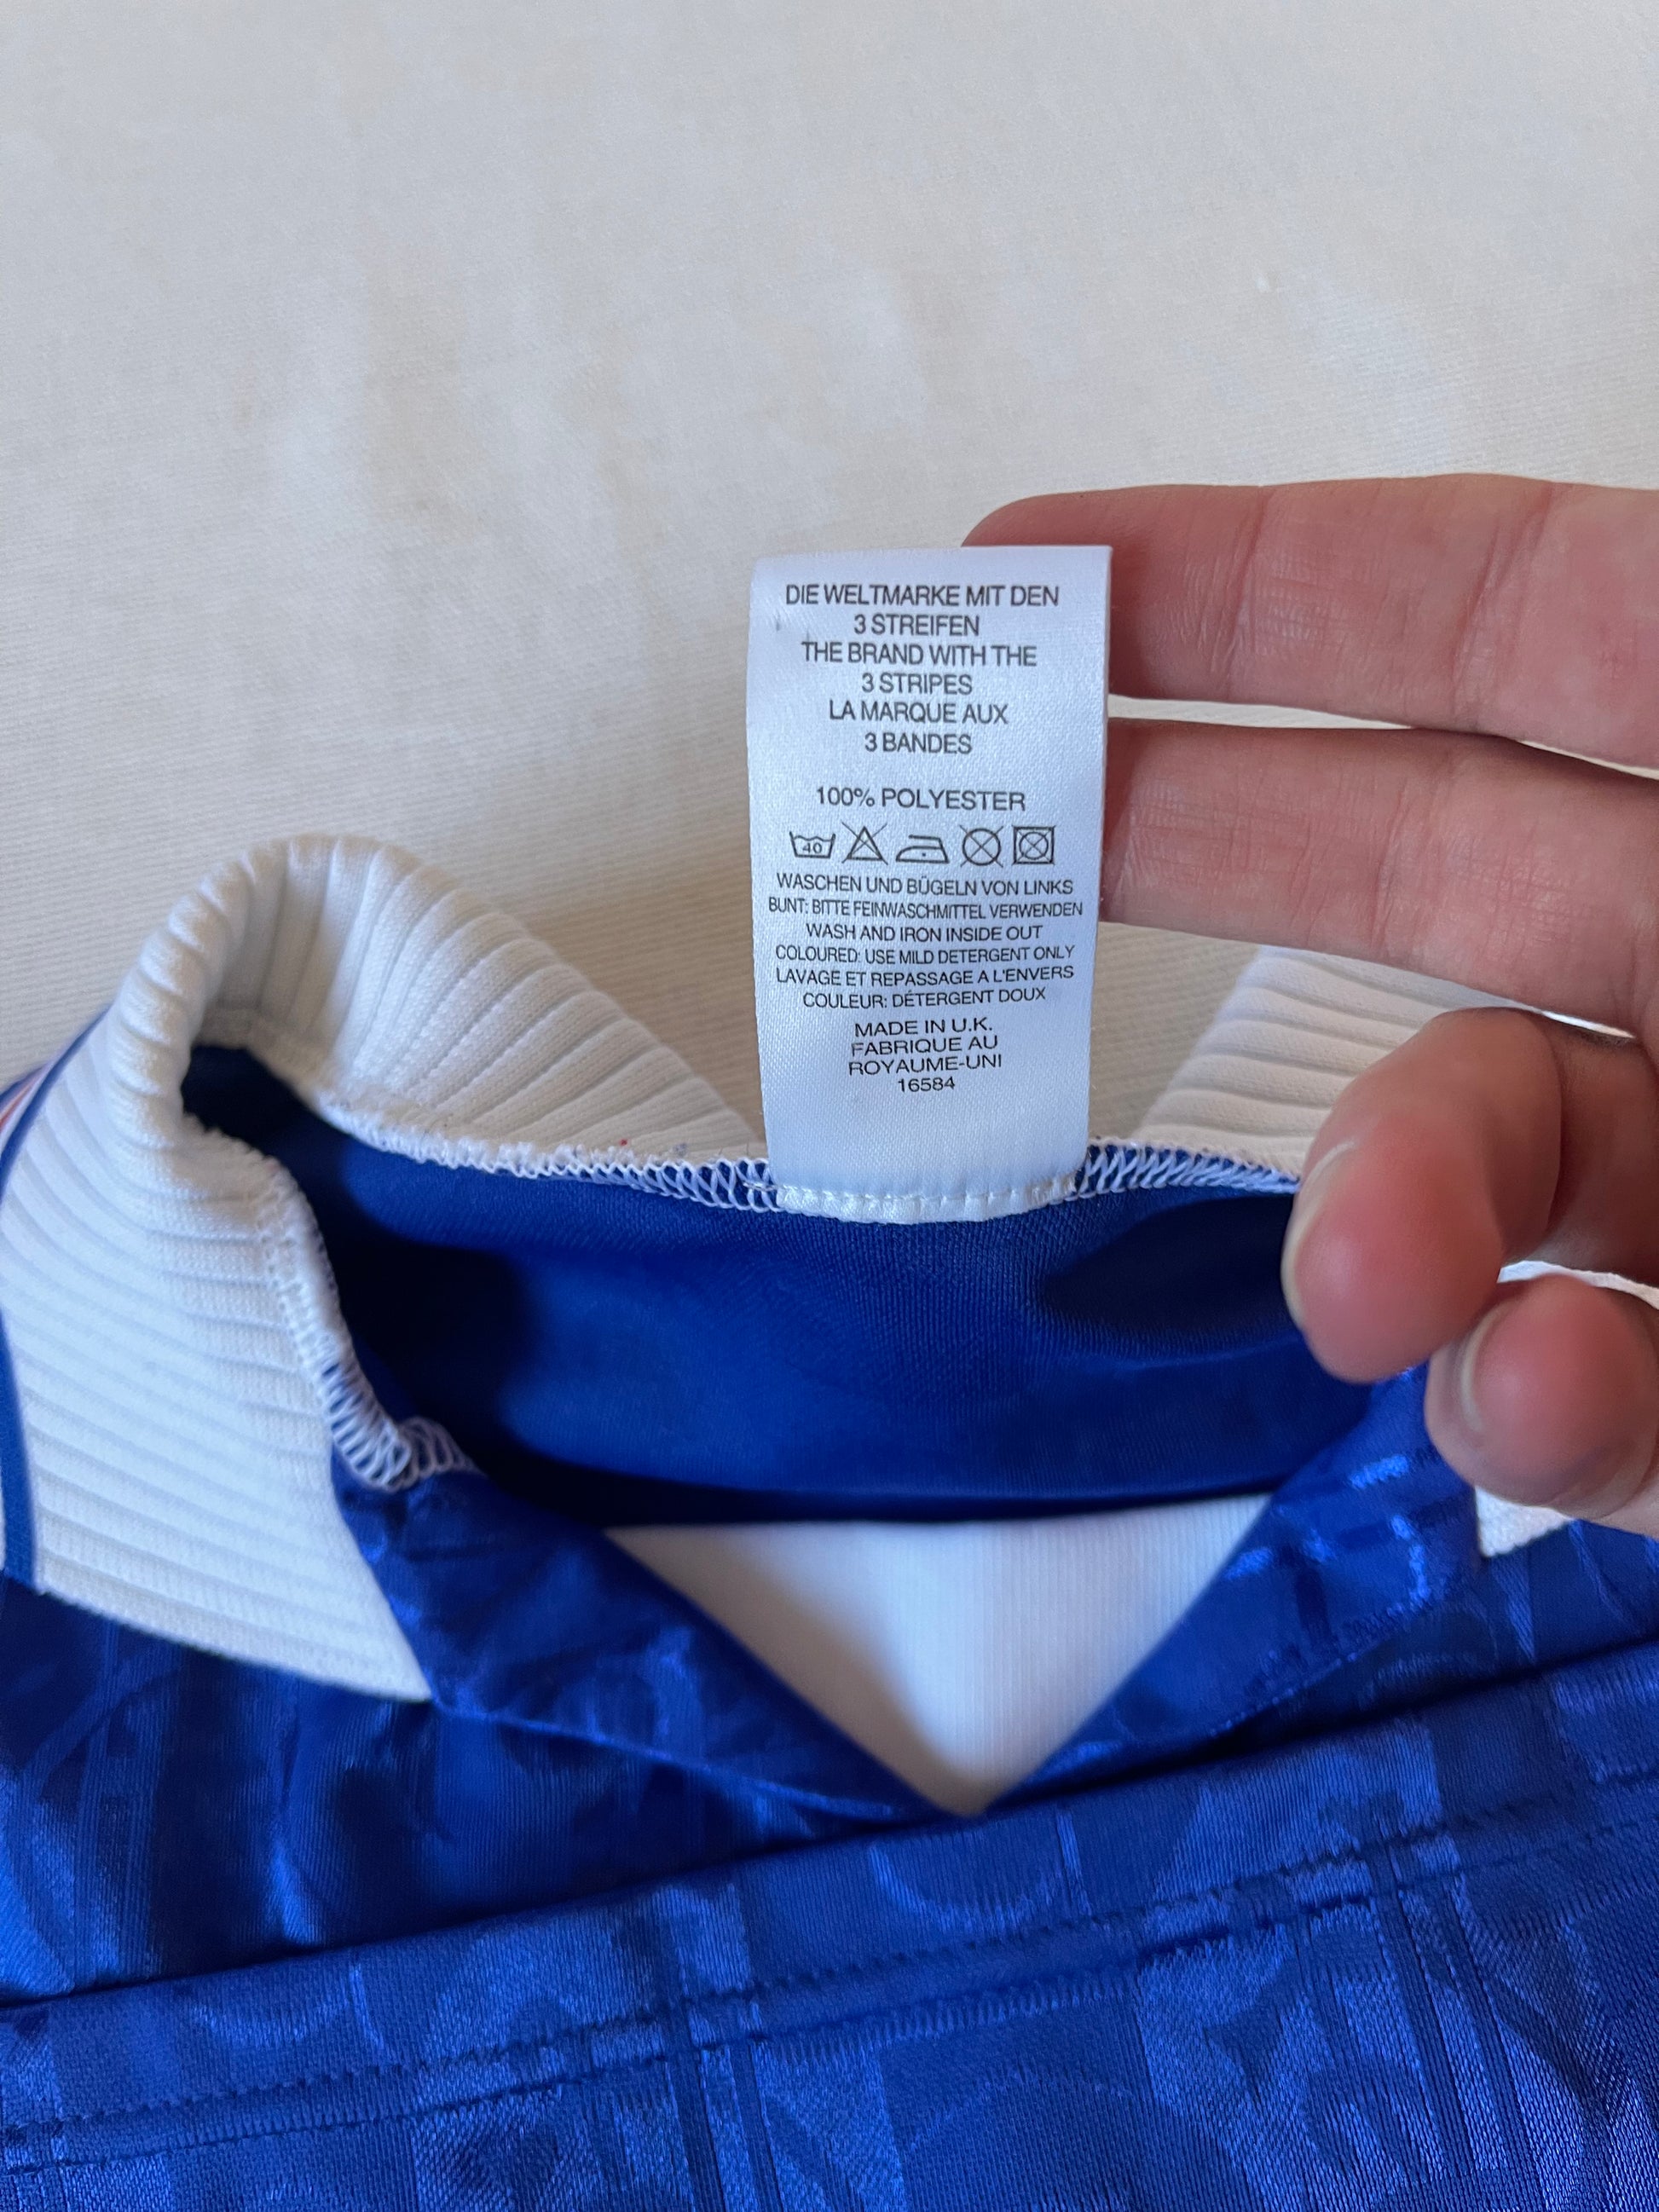 DIE WELTMARKE MIT DEN
3 STREIFEN
THE BRAND WITH THE
3 STRIPES
LA MARQUE AUX
3 BANDES
100% POLYESTER
40
WASCHEN UND BÜGELN VON LINKS
BUNT: BITTE FEINWASCHMITTEL VERWENDEN
WASH AND IRON INSIDE OUT
COLOURED: USE MILD DETERGENT ONLY
LAVAGE ET REPASSAGE A L'ENVERS
COULEUR: DÉTERGENT DOUX
MADE IN U.K.
FABRIQUE AU
ROYAUME-UNI
16584